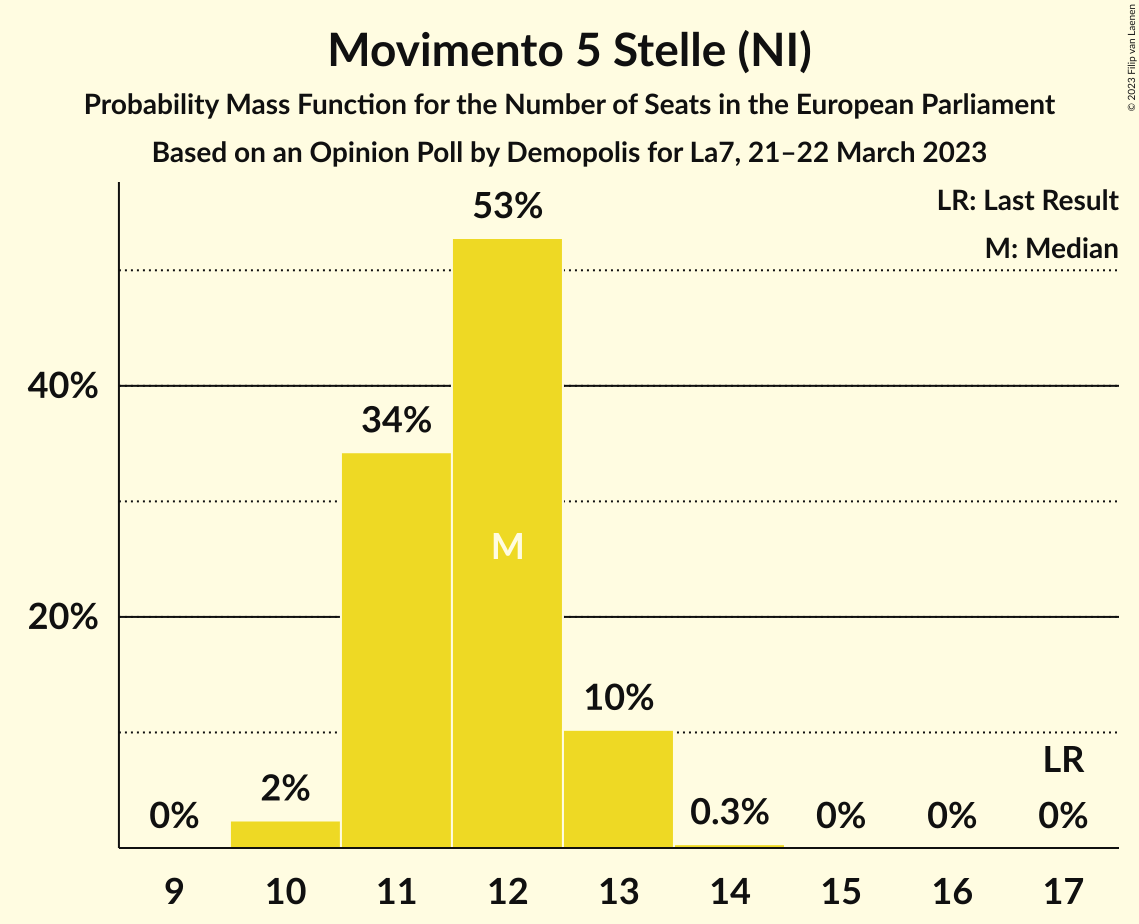 Movimento 5 Stelle (NI)
Probability Mass Function for the Number of Seats in the European Parliament
Based on an Opinion Poll by Demopolis for La7, 21–22 March 2023
© 2023 Filip van Laenen
LR: Last Result
M: Median
53%
40%
34%
M
20%
10%
LR
2%
0%
0.3%
0%
0%
0%
9 10 11 12 13 14 15 16 17